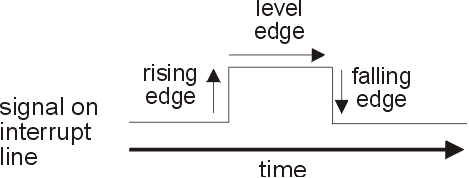 level
edge
rising
edge
falling
edge
signal on
interrupt
line
time